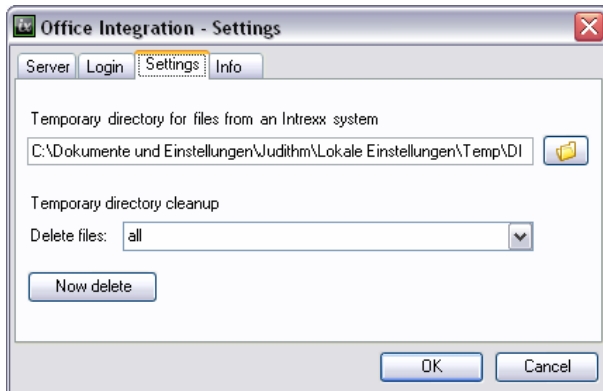 ix Office Integration - Settings
Server Login Settings Info
Temporary directory for files from an Intrexx system
C:\Dokumente und Einstellungen\Judithm\Lokale Einstellungen\Temp\DI
Temporary directory cleanup
Delete files: all
Now delete
OK Cancel